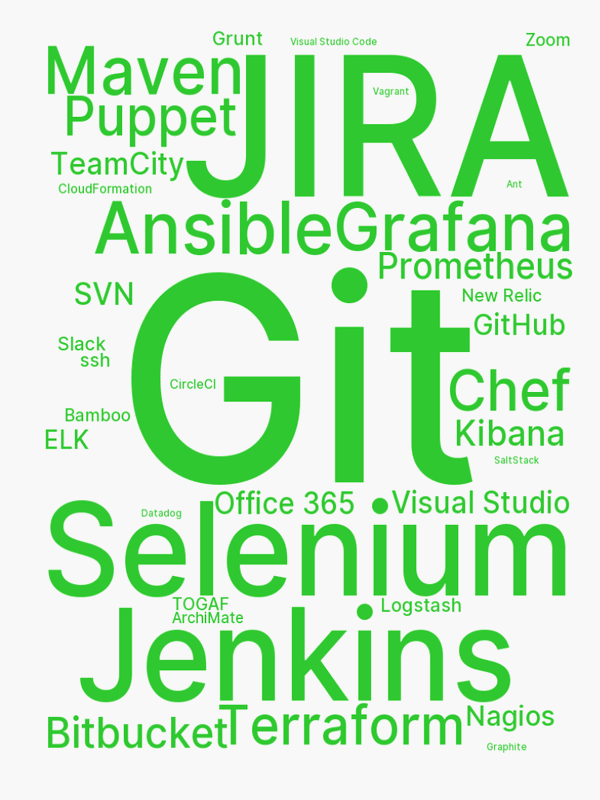 Grunt
Visual Studio Code
Zoom
Maven
JIRA
Vagrant
Puppet
TeamCity
CloudFormation
Ant
Ansible
Grafana
Prometheus
SVN
Git
New Relic
GitHub
Slack
ssh
CircleCI
Chef
Bamboo
ELK
Kibana
SaltStack
Office 365
Visual Studio
Datadog
Selenium
TOGAF
ArchiMate
Logstash
Jenkins
Bitbucket
Terraform
Nagios
Graphite